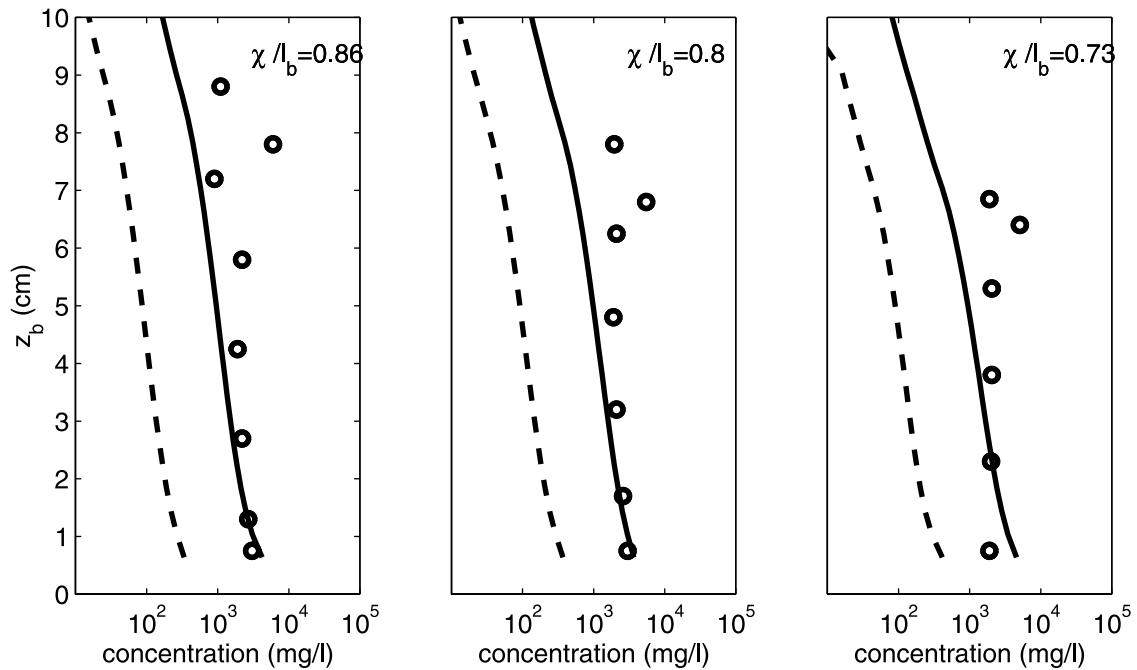 χ/l_b=0.86
χ/l_b=0.8
χ/l_b=0.73
10
9
8
7
6
5
4
3
2
1
0
z_b (cm)
10^2 10^3 10^4 10^5
10^2 10^3 10^4 10^5
10^2 10^3 10^4 10^5
concentration (mg/l)
concentration (mg/l)
concentration (mg/l)